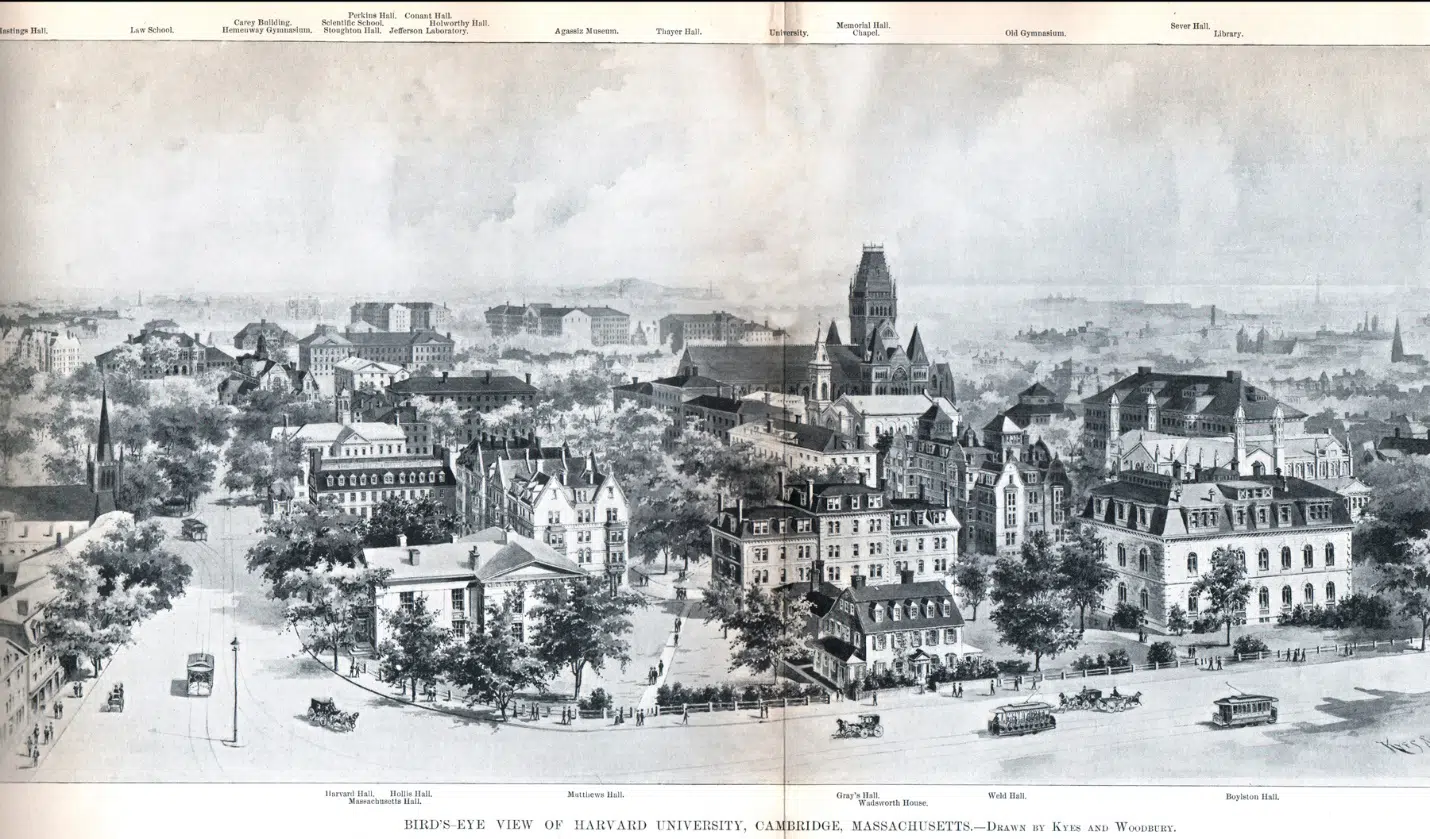 Hastings Hall.
Law School.
Carey Building.
Hemenway Gymnasium.
Perkins Hall. Conant Hall.
Scientific School. Holworthy Hall.
Stoughton Hall. Jefferson Laboratory.
Agassiz Museum.
Thayer Hall.
University.
Memorial Hall.
Chapel.
Old Gymnasium.
Sever Hall.
Library.
Harvard Hall. Hollis Hall.
Massachusetts Hall.
Matthews Hall.
Gray's Hall.
Wadsworth House.
Weld Hall.
Boylston Hall.
BIRD'S-EYE VIEW OF HARVARD UNIVERSITY, CAMBRIDGE, MASSACHUSETTS.—Drawn by Kyes and Woodbury.